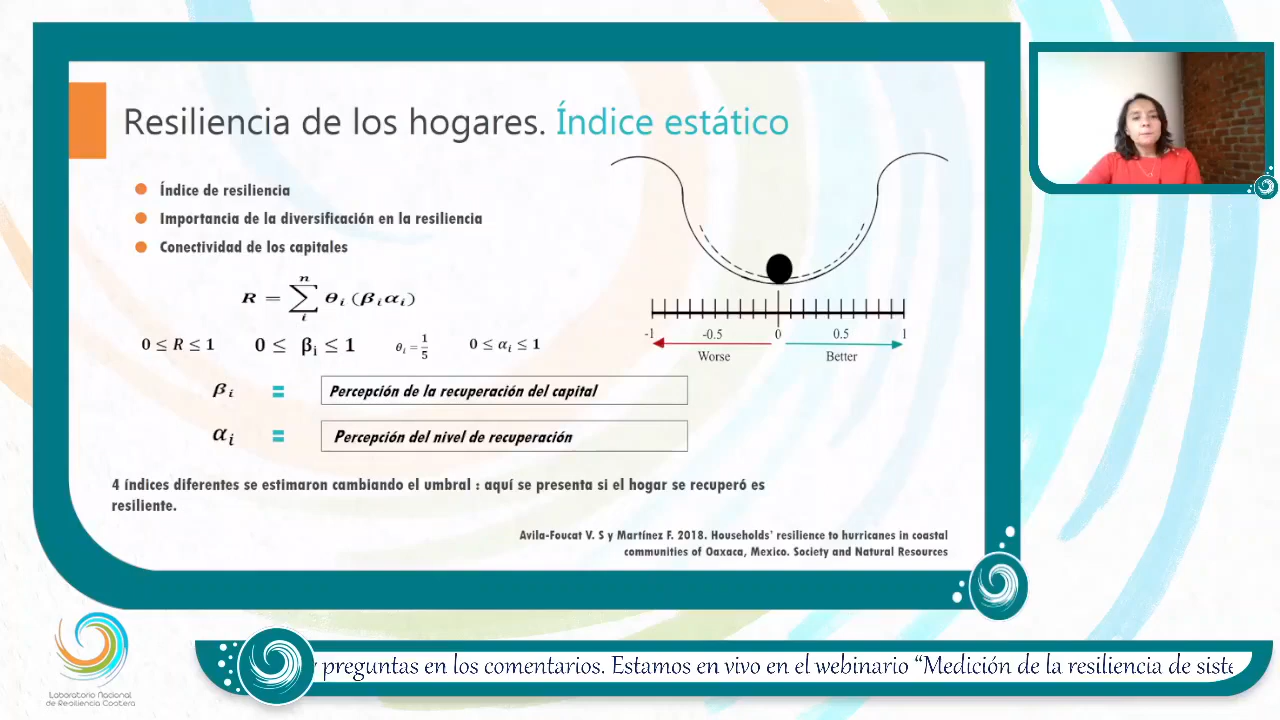 Resiliencia de los hogares. Índice estático
Índice de resiliencia
Importancia de la diversificación en la resiliencia
Conectividad de los capitales
R = ∑ θi (βiαi)
n
i
0 ≤ R ≤ 1 0 ≤ βi ≤ 1 θi = 1/5 0 ≤ αi ≤ 1
βi = Percepción de la recuperación del capital
αi = Percepción del nivel de recuperación
-1 -0.5 0 0.5 1
Worse Better
4 índices diferentes se estimaron cambiando el umbral : aquí se presenta si el hogar se recuperó es
resiliente.
Avila-Foucat V. S y Martínez F. 2018. Households’ resilience to hurricanes in coastal
communities of Oaxaca, Mexico. Society and Natural Resources
Laboratorio Nacional
de Resiliencia Costera
y preguntas en los comentarios. Estamos en vivo en el webinario “Medición de la resiliencia de siste